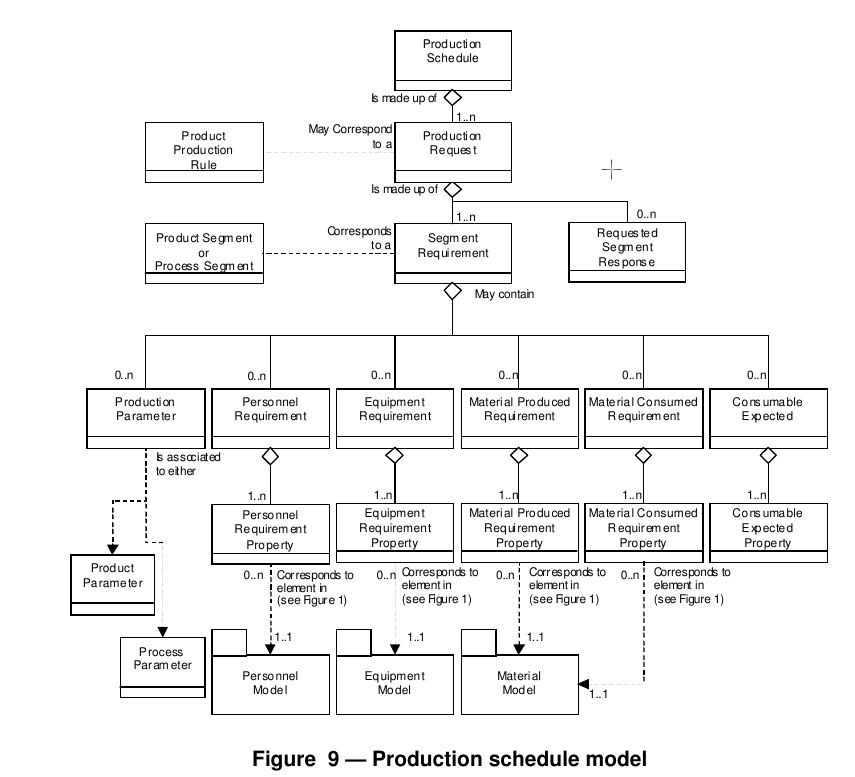 Production
Schedule
Is made up of
1..n
Product
Production
Rule
May Correspond
to a
Production
Request
Is made up of
1..n
0..n
Product Segment
or
Process Segment
Corresponds
to a
Segment
Requirement
Requested
Segment
Response
May contain
0..n
0..n
0..n
0..n
0..n
0..n
Production
Parameter
Personnel
Requirement
Equipment
Requirement
Material Produced
Requirement
Material Consumed
Requirement
Consumable
Expected
Is associated
to either
1..n
1..n
1..n
1..n
1..n
Personnel
Requirement
Property
Equipment
Requirement
Property
Material Produced
Requirement
Property
Material Consumed
Requirement
Property
Consumable
Expected
Property
Product
Parameter
0..n
Corresponds to
element in
(see Figure 1)
0..n
Corresponds to
element in
(see Figure 1)
0..n
Corresponds to
element in
(see Figure 1)
0..n
Corresponds to
element in
(see Figure 1)
1..1
1..1
1..1
Process
Parameter
Personnel
Model
Equipment
Model
Material
Model
1..1
Figure 9 — Production schedule model